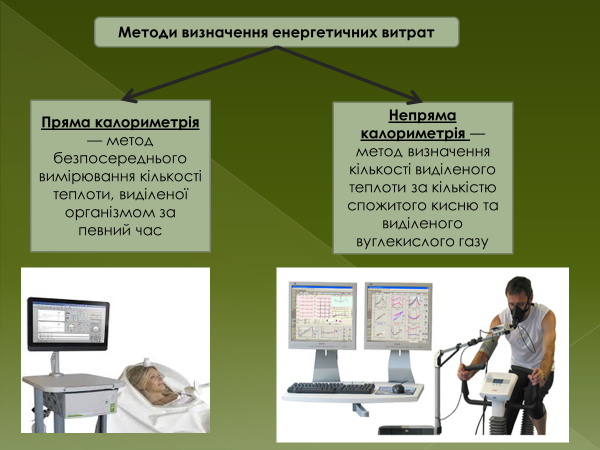 Методи визначення енергетичних витрат
Пряма калориметрія
— метод
безпосереднього
вимірювання кількості
теплоти, виділеної
організмом за
певний час
Непряма
калориметрія —
метод визначення
кількості виділеного
теплоти за кількістю
спожитого кисню та
виділеного
вуглекислого газу